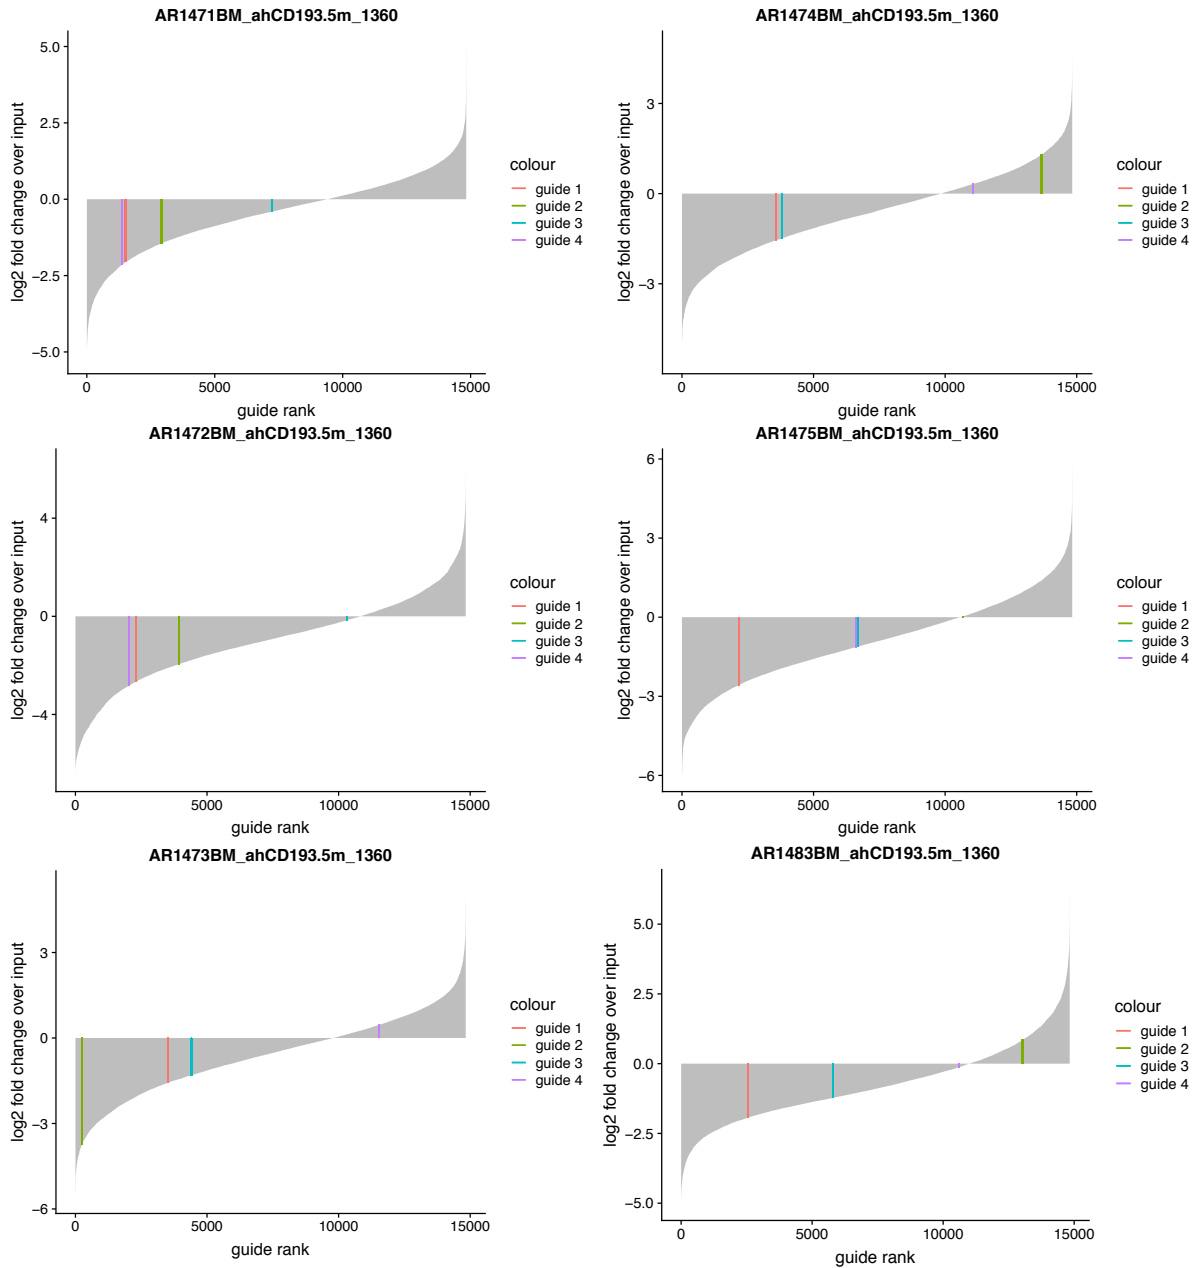 AR1471BM_ahCD193.5m_1360
log2 fold change over input
5.0
2.5
0.0
−2.5
−5.0
0 5000 10000 15000
guide rank
colour
guide 1
guide 2
guide 3
guide 4
AR1474BM_ahCD193.5m_1360
log2 fold change over input
3
0
−3
0 5000 10000 15000
guide rank
colour
guide 1
guide 2
guide 3
guide 4
AR1472BM_ahCD193.5m_1360
log2 fold change over input
4
0
−4
0 5000 10000 15000
guide rank
colour
guide 1
guide 2
guide 3
guide 4
AR1475BM_ahCD193.5m_1360
log2 fold change over input
6
3
0
−3
−6
0 5000 10000 15000
guide rank
colour
guide 1
guide 2
guide 3
guide 4
AR1473BM_ahCD193.5m_1360
log2 fold change over input
3
0
−3
−6
0 5000 10000 15000
guide rank
colour
guide 1
guide 2
guide 3
guide 4
AR1483BM_ahCD193.5m_1360
log2 fold change over input
5.0
2.5
0.0
−2.5
−5.0
0 5000 10000 15000
guide rank
colour
guide 1
guide 2
guide 3
guide 4